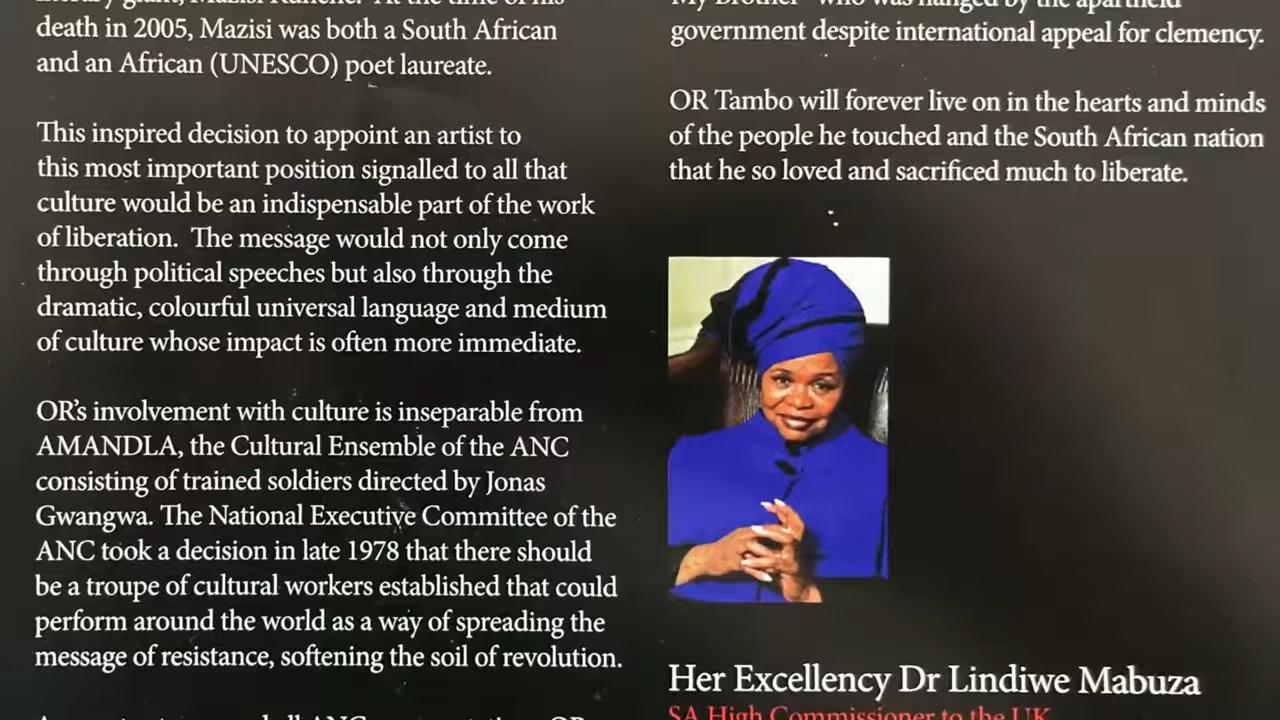 death in 2005, Mazisi was both a South African
and an African (UNESCO) poet laureate.
This inspired decision to appoint an artist to
this most important position signalled to all that
culture would be an indispensable part of the work
of liberation. The message would not only come
through political speeches but also through the
dramatic, colourful universal language and medium
of culture whose impact is often more immediate.
OR's involvement with culture is inseparable from
AMANDLA, the Cultural Ensemble of the ANC
consisting of trained soldiers directed by Jonas
Gwangwa. The National Executive Committee of the
ANC took a decision in late 1978 that there should
be a troupe of cultural workers established that could
perform around the world as a way of spreading the
message of resistance, softening the soil of revolution.
My Brother" who was hanged by the apartheid
government despite international appeal for clemency.
OR Tambo will forever live on in the hearts and minds
of the people he touched and the South African nation
that he so loved and sacrificed much to liberate.
Her Excellency Dr Lindiwe Mabuza
SA High Commissioner to the UK